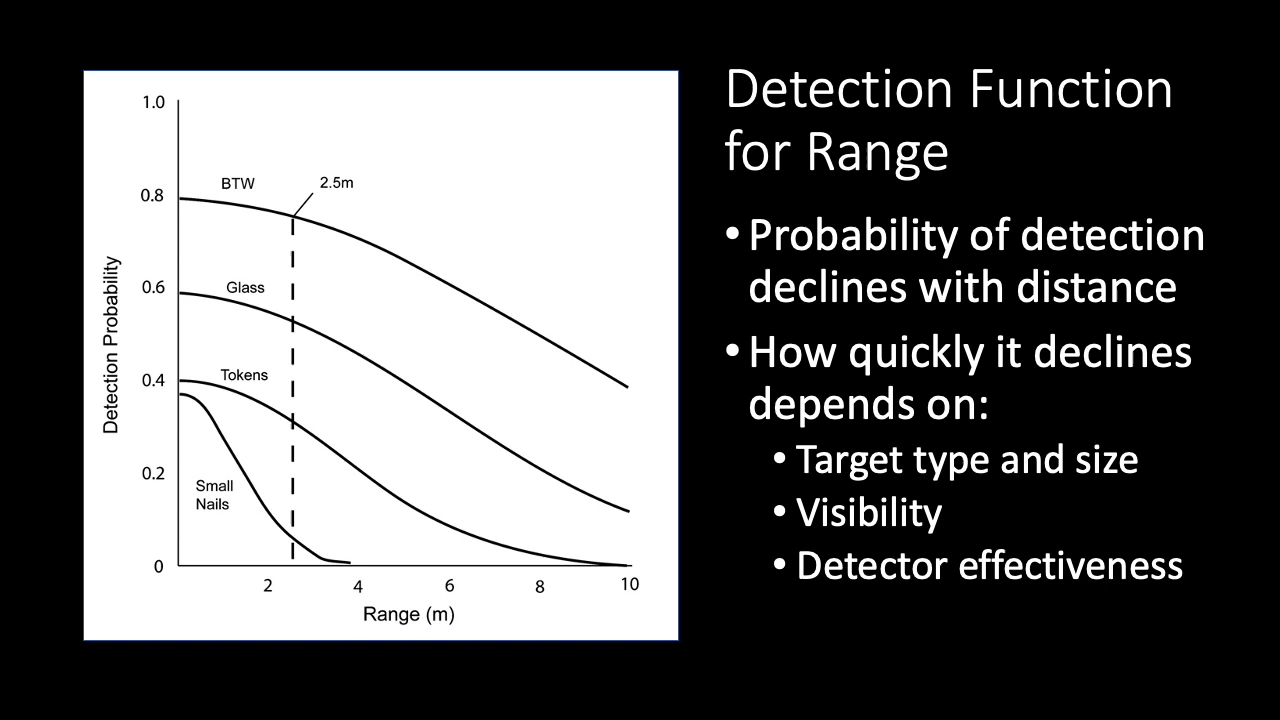 Detection Function
for Range
• Probability of detection
declines with distance
• How quickly it declines
depends on:
• Target type and size
• Visibility
• Detector effectiveness
1.0
0.8
0.6
0.4
0.2
0
Detection Probability
BTW
2.5m
Glass
Tokens
Small
Nails
2
4
6
8
10
Range (m)